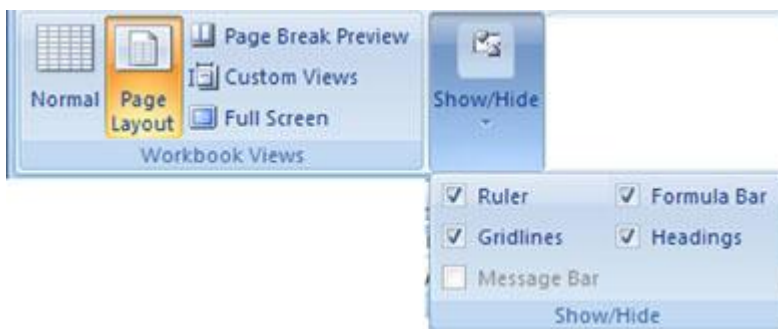 Normal
Page
Layout
Page Break Preview
Custom Views
Full Screen
Workbook Views
Show/Hide
Ruler
Formula Bar
Gridlines
Headings
Message Bar
Show/Hide